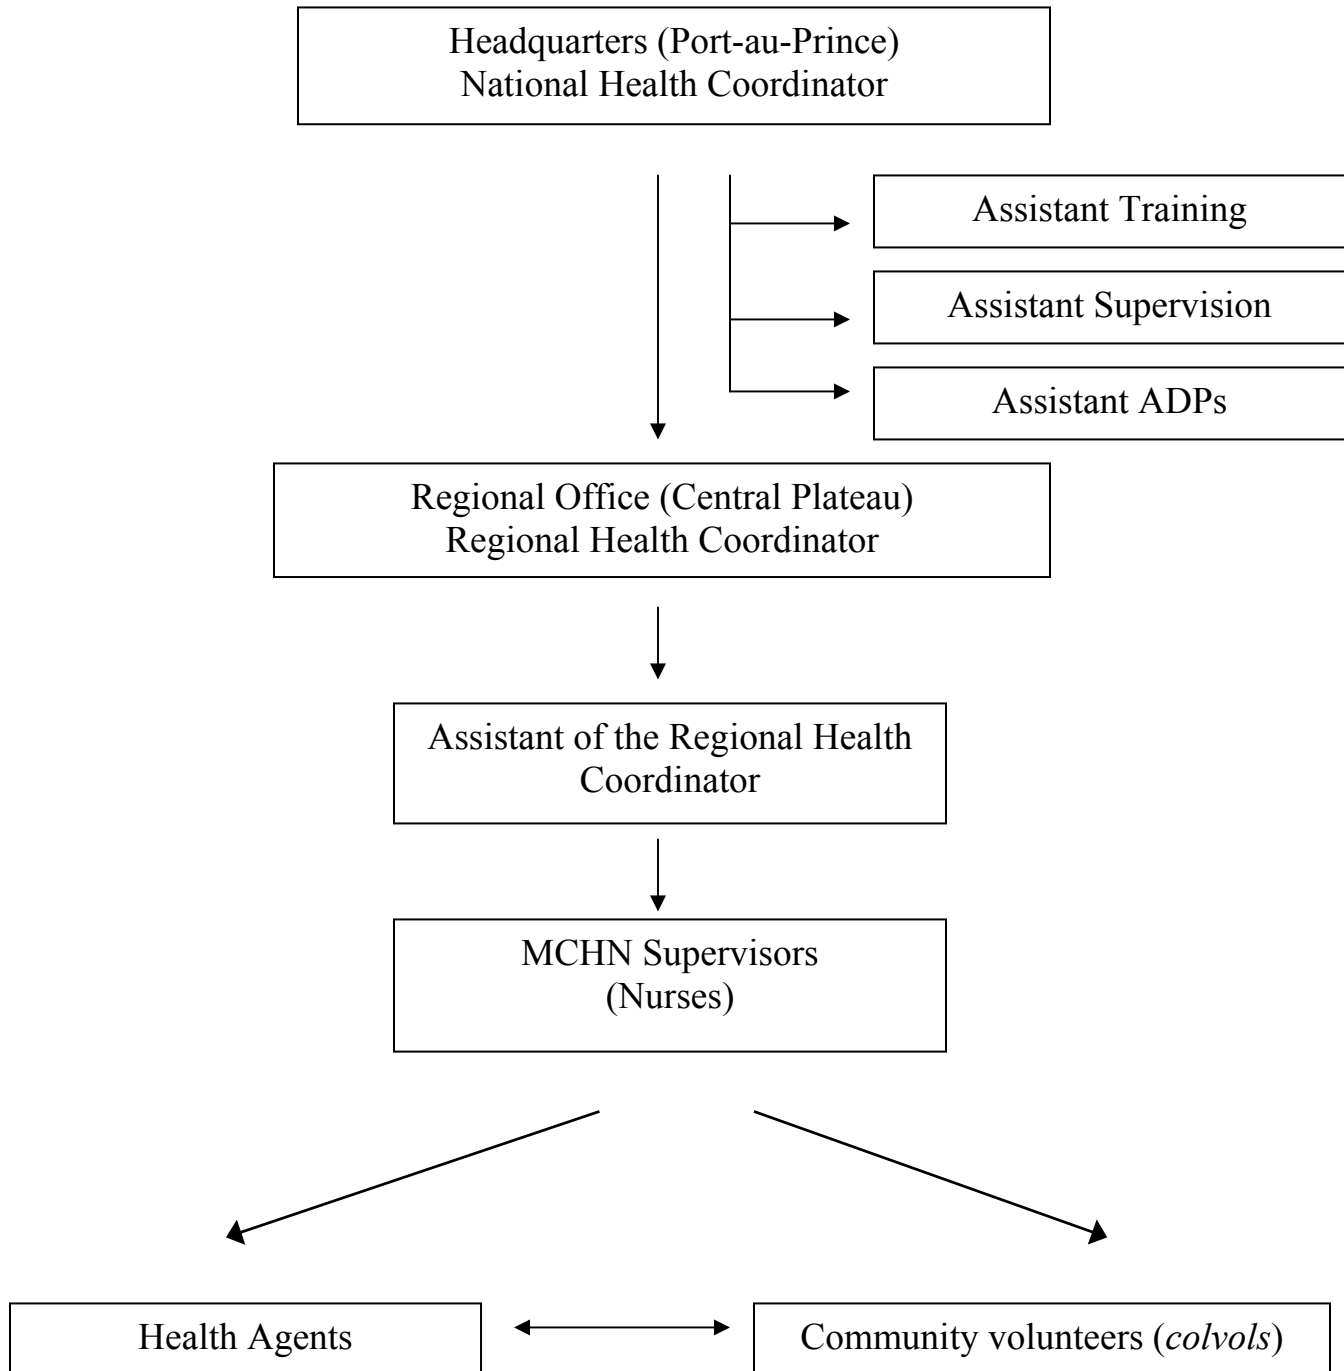 Headquarters (Port-au-Prince)
National Health Coordinator
Assistant Training
Assistant Supervision
Assistant ADPs
Regional Office (Central Plateau)
Regional Health Coordinator
Assistant of the Regional Health
Coordinator
MCHN Supervisors
(Nurses)
Health Agents
Community volunteers (colvols)